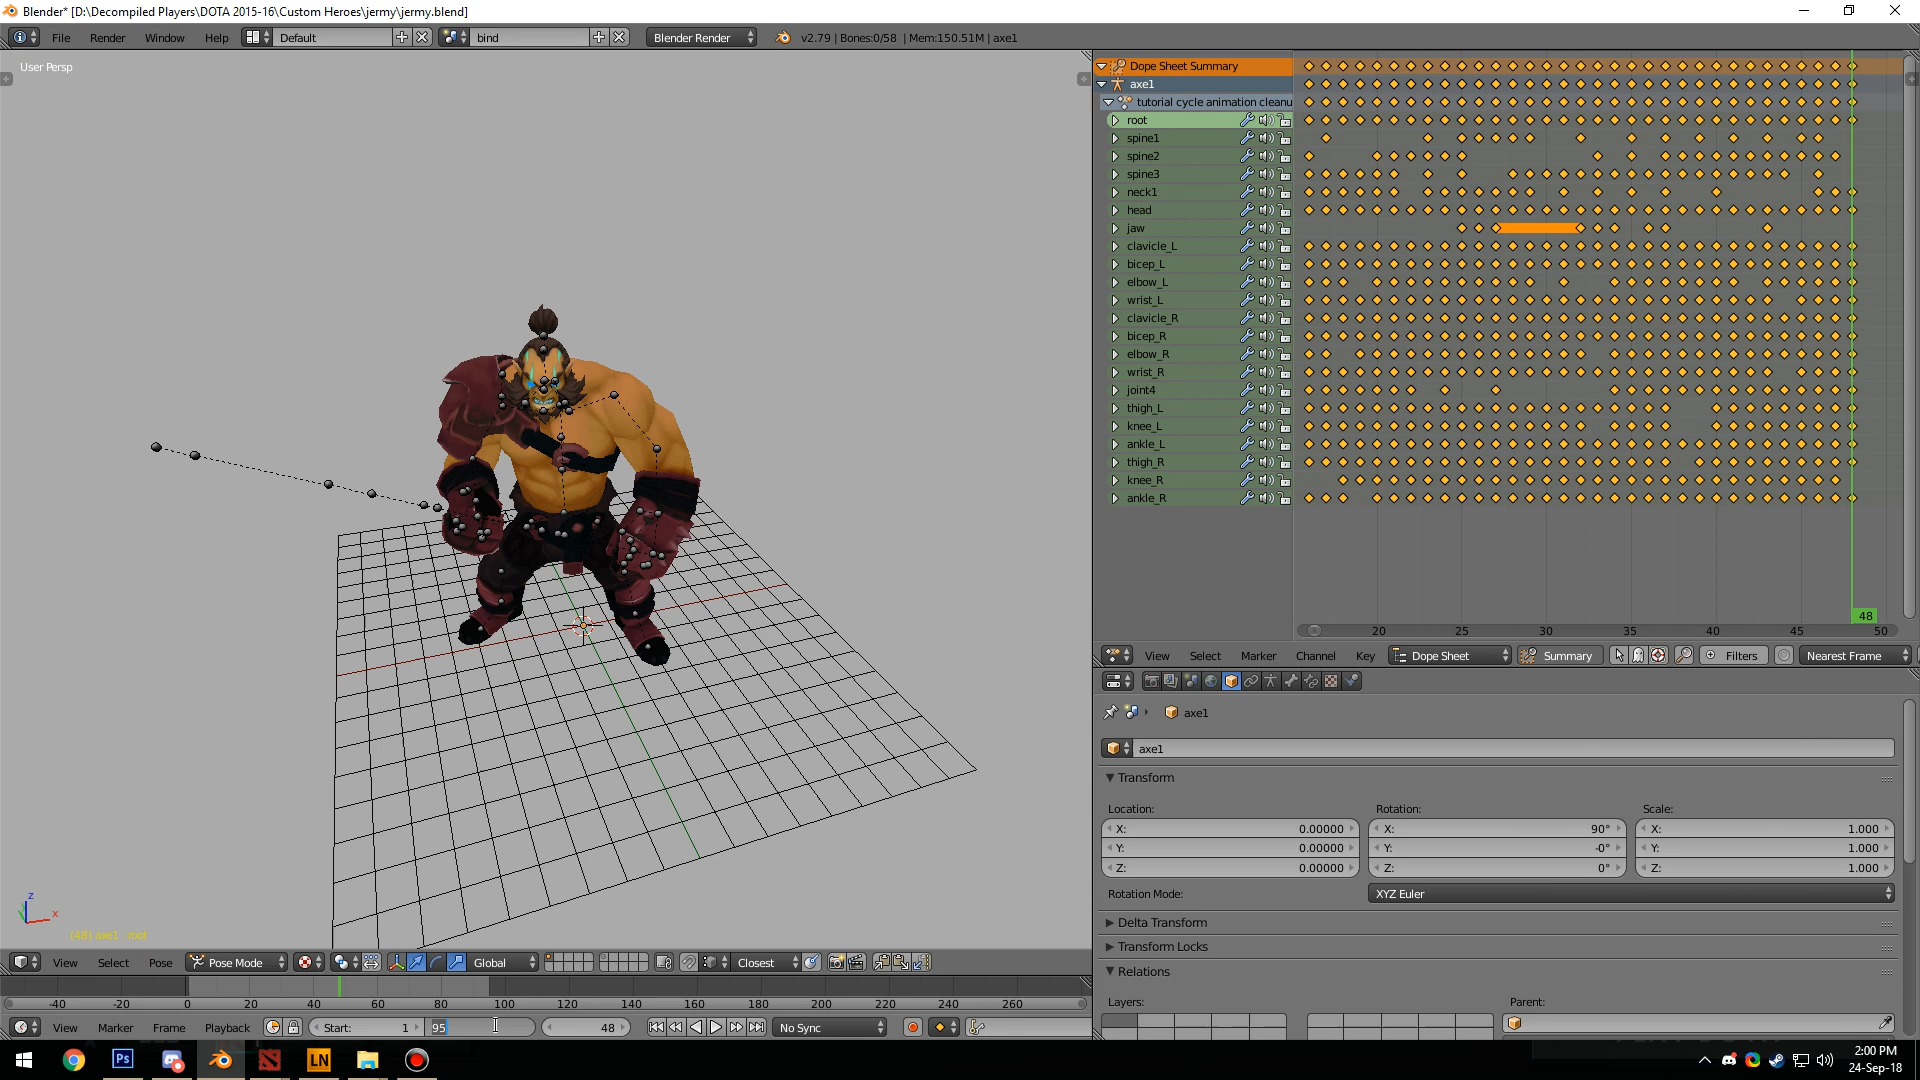 Blender* [D:\Decompiled Players\DOTA 2015-16\Custom Heroes\jermy\jermy.blend]
File Render Window Help Default bind Blender Render v2.79 | Bones:0/58 | Mem:150.51M | axe1
User Persp
Dope Sheet Summary
axe1
tutorial cycle animation cleanu
root
spine1
spine2
spine3
neck1
head
jaw
clavicle_L
bicep_L
elbow_L
wrist_L
clavicle_R
bicep_R
elbow_R
wrist_R
joint4
thigh_L
knee_L
ankle_L
thigh_R
knee_R
ankle_R
48
20 25 30 35 40 45 50
View Select Marker Channel Key Dope Sheet Summary Filters Nearest Frame
axe1
axe1
Transform
Location: Rotation: Scale:
X: 0.00000 X: 90° X: 1.000
Y: 0.00000 Y: -0° Y: 1.000
Z: 0.00000 Z: 0° Z: 1.000
Rotation Mode: XYZ Euler
Delta Transform
Transform Locks
Relations
Layers: Parent:
z
x
(48) axe1 : root
View Select Pose Pose Mode Global Closest
-40 -20 0 20 40 60 80 100 120 140 160 180 200 220 240 260
View Marker Frame Playback Start: 1 95 48 No Sync
Ps LN
2:00 PM
24-Sep-18